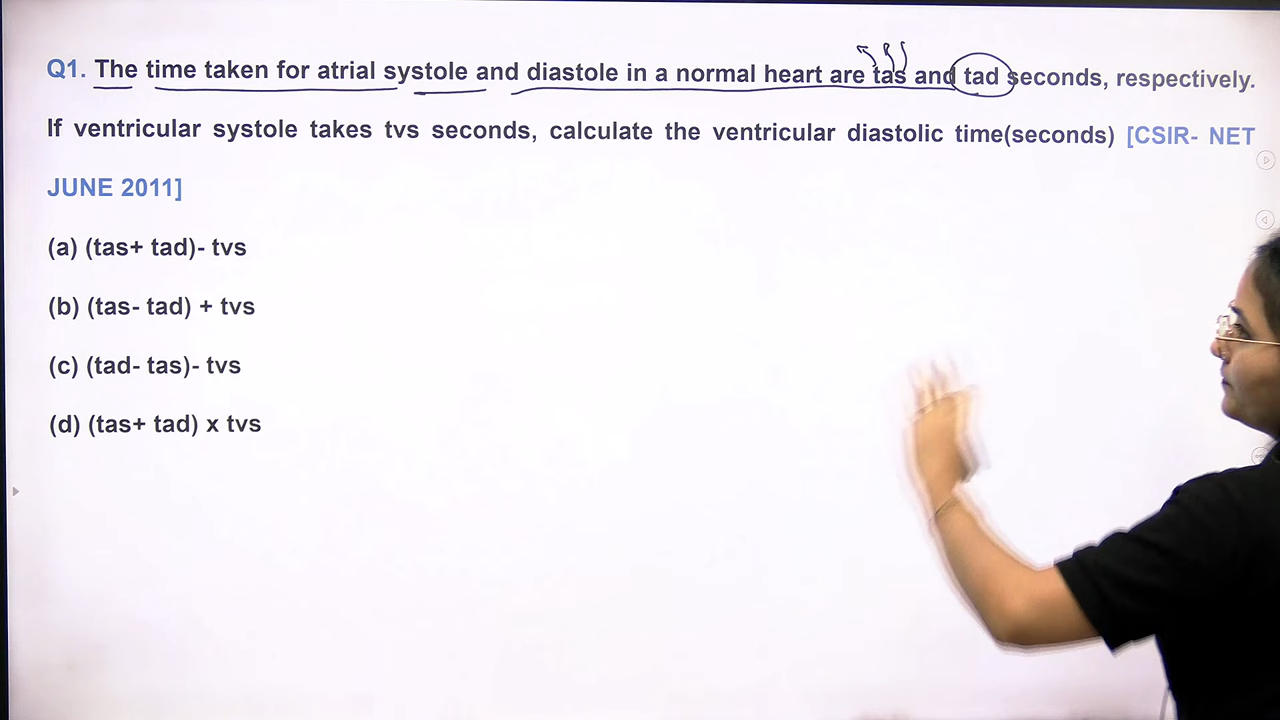 Q1. The time taken for atrial systole and diastole in a normal heart are tas and tad seconds, respectively.
If ventricular systole takes tvs seconds, calculate the ventricular diastolic time(seconds) [CSIR- NET
JUNE 2011]
(a) (tas+ tad)- tvs
(b) (tas- tad) + tvs
(c) (tad- tas)- tvs
(d) (tas+ tad) x tvs